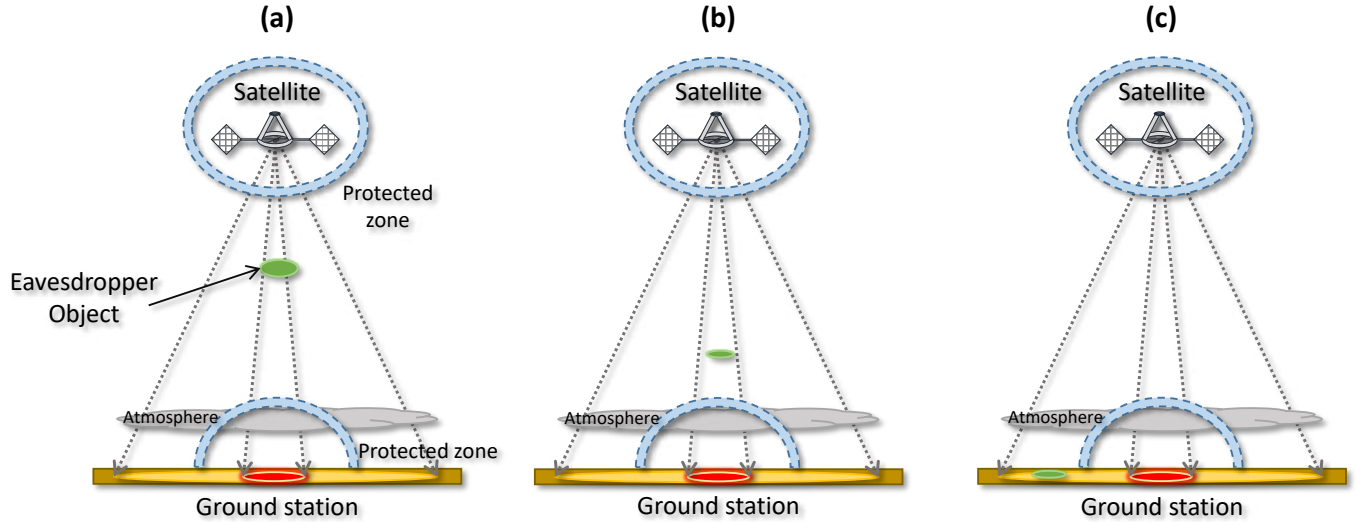 (a)
(b)
(c)
Satellite
Satellite
Satellite
Protected
zone
Eavesdropper
Object
Atmosphere
Atmosphere
Atmosphere
Protected zone
Ground station
Ground station
Ground station